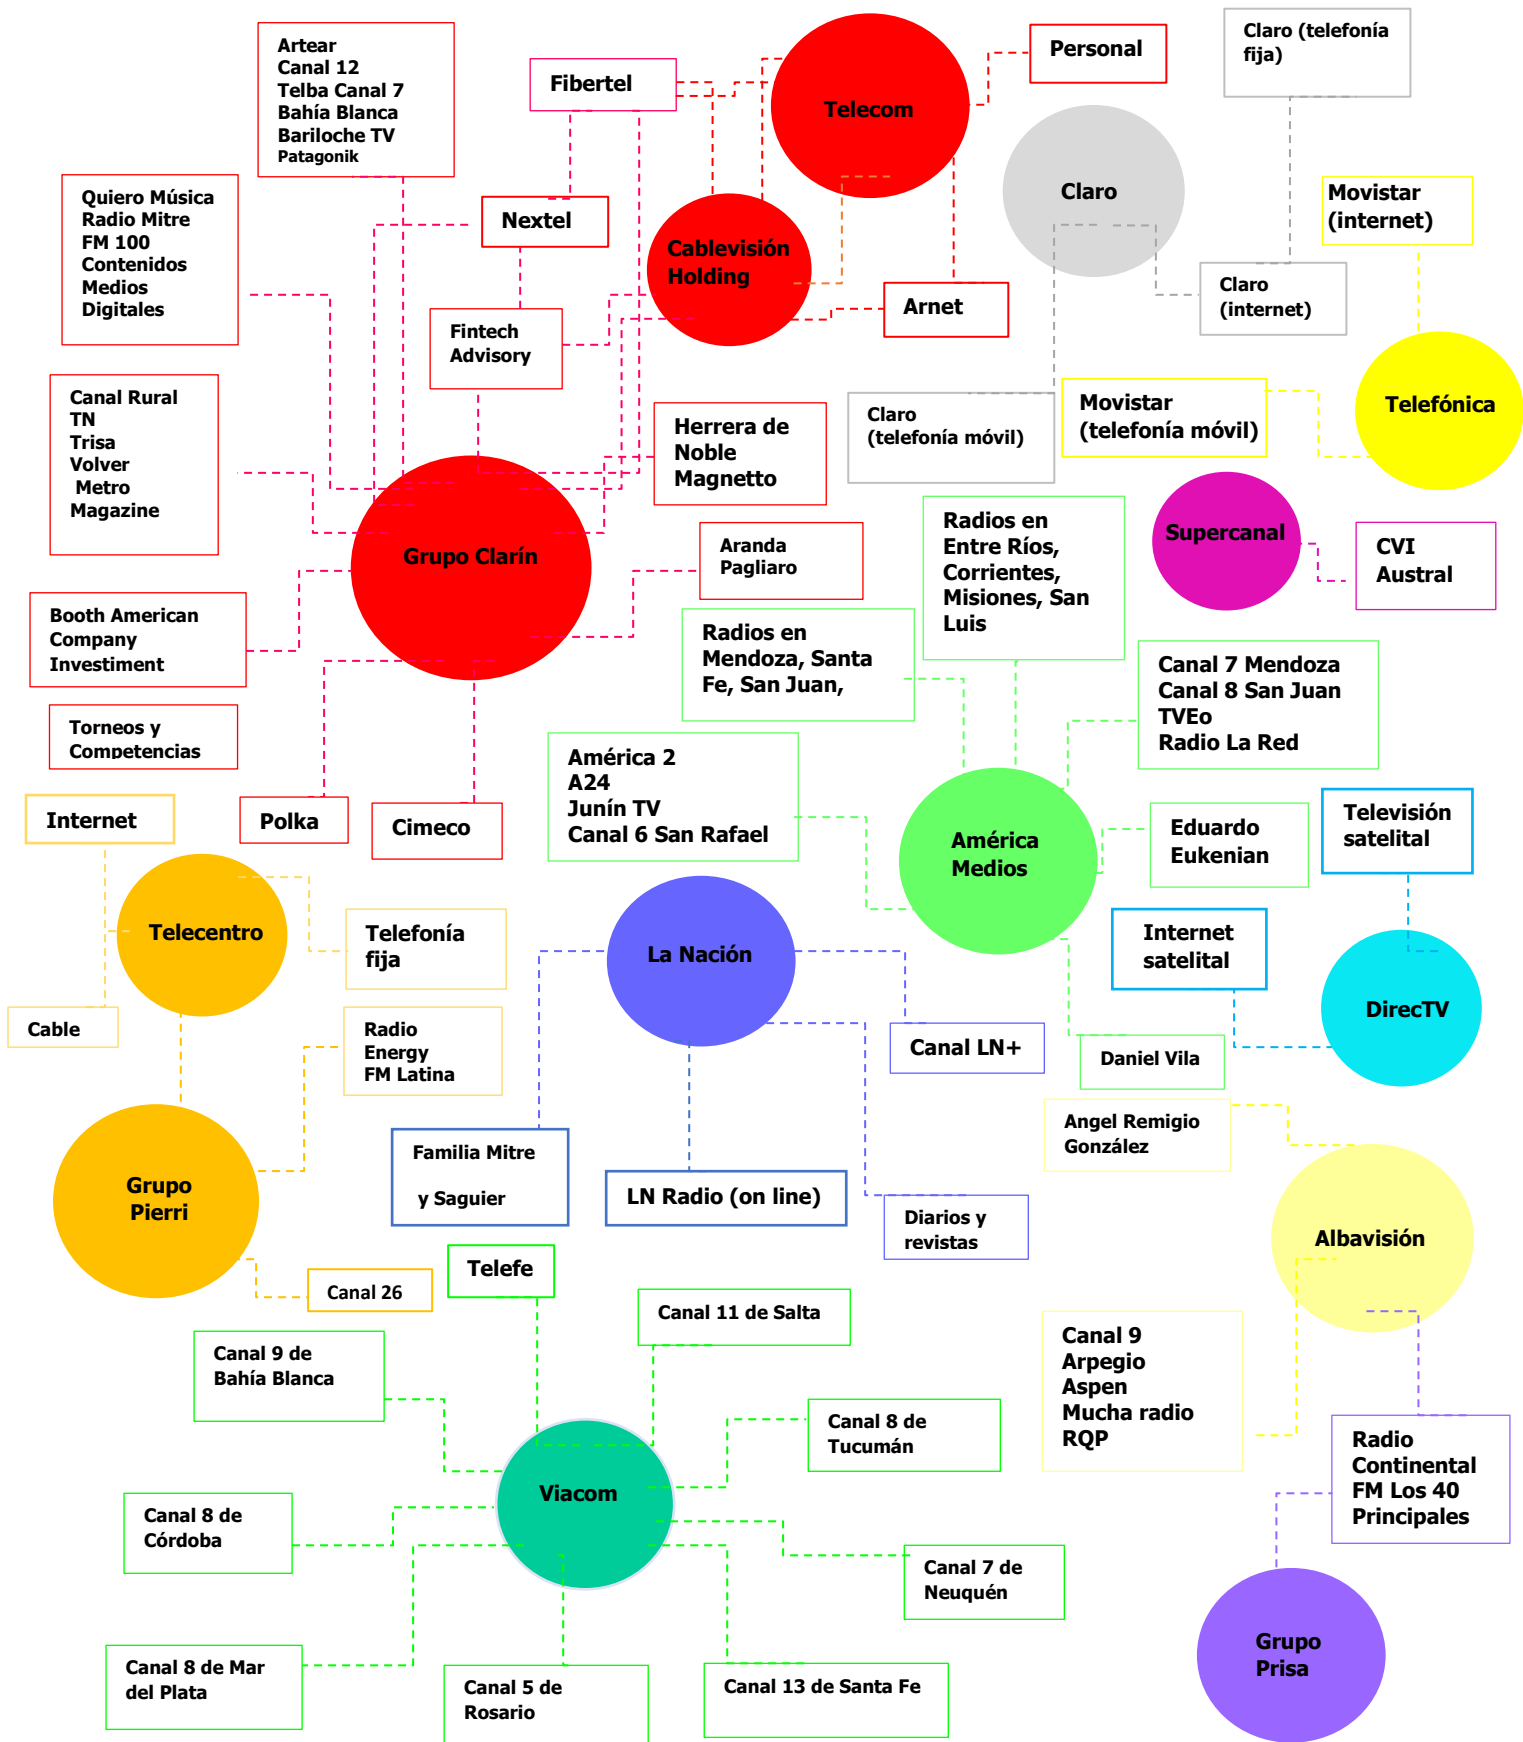 Artear
Canal 12
Telba Canal 7
Bahía Blanca
Bariloche TV
Patagonik
Fibertel
Telecom
Personal
Claro (telefonía
fija)
Quiero Música
Radio Mitre
FM 100
Contenidos
Medios
Digitales
Nextel
Cablevisión
Holding
Claro
Movistar
(internet)
Fintech
Advisory
Arnet
Claro
(internet)
Canal Rural
TN
Trisa
Volver
Metro
Magazine
Herrera de
Noble
Magnetto
Claro
(telefonía móvil)
Movistar
(telefonía móvil)
Telefónica
Grupo Clarín
Aranda
Pagliaro
Radios en
Entre Ríos,
Corrientes,
Misiones, San
Luis
Supercanal
CVI
Austral
Booth American
Company
Investiment
Radios en
Mendoza, Santa
Fe, San Juan,
Canal 7 Mendoza
Canal 8 San Juan
TVEo
Radio La Red
Torneos y
Competencias
América 2
A24
Junín TV
Canal 6 San Rafael
Internet
Polka
Cimeco
América
Medios
Eduardo
Eukenian
Televisión
satelital
Telecentro
Telefonía
fija
La Nación
Internet
satelital
DirecTV
Cable
Radio
Energy
FM Latina
Canal LN+
Daniel Vila
Grupo
Pierri
Familia Mitre
y Saguier
LN Radio (on line)
Diarios y
revistas
Angel Remigio
González
Albavisión
Canal 26
Telefe
Canal 11 de Salta
Canal 9 de
Bahía Blanca
Canal 9
Arpegio
Aspen
Mucha radio
RQP
Canal 8 de
Tucumán
Radio
Continental
FM Los 40
Principales
Viacom
Canal 8 de
Córdoba
Canal 7 de
Neuquén
Canal 8 de Mar
del Plata
Canal 5 de
Rosario
Canal 13 de Santa Fe
Grupo
Prisa